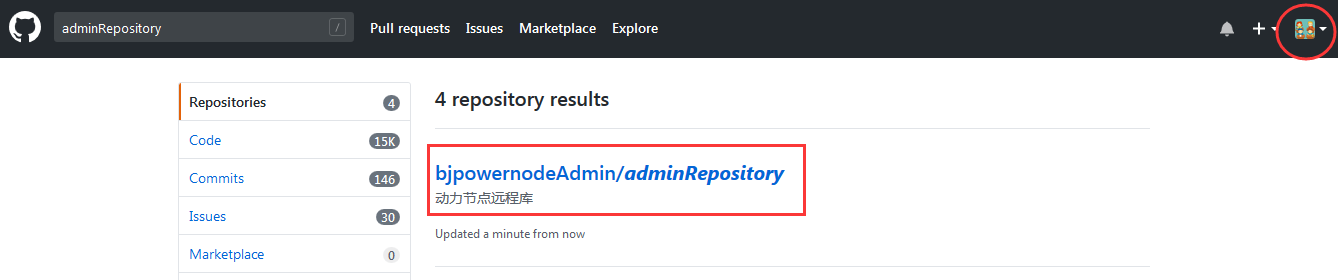 adminRepository / Pull requests Issues Marketplace Explore
Repositories 4
Code 15K
Commits 146
Issues 30
Marketplace 0
4 repository results
bjpowernodeAdmin/adminRepository
动力节点远程库
Updated a minute from now